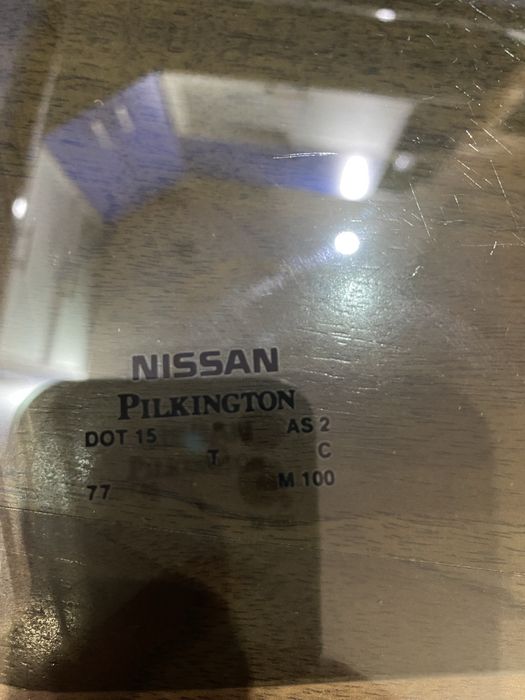 NISSAN
PILKINGTON
DOT 15 AS 2
T C
77 M 100